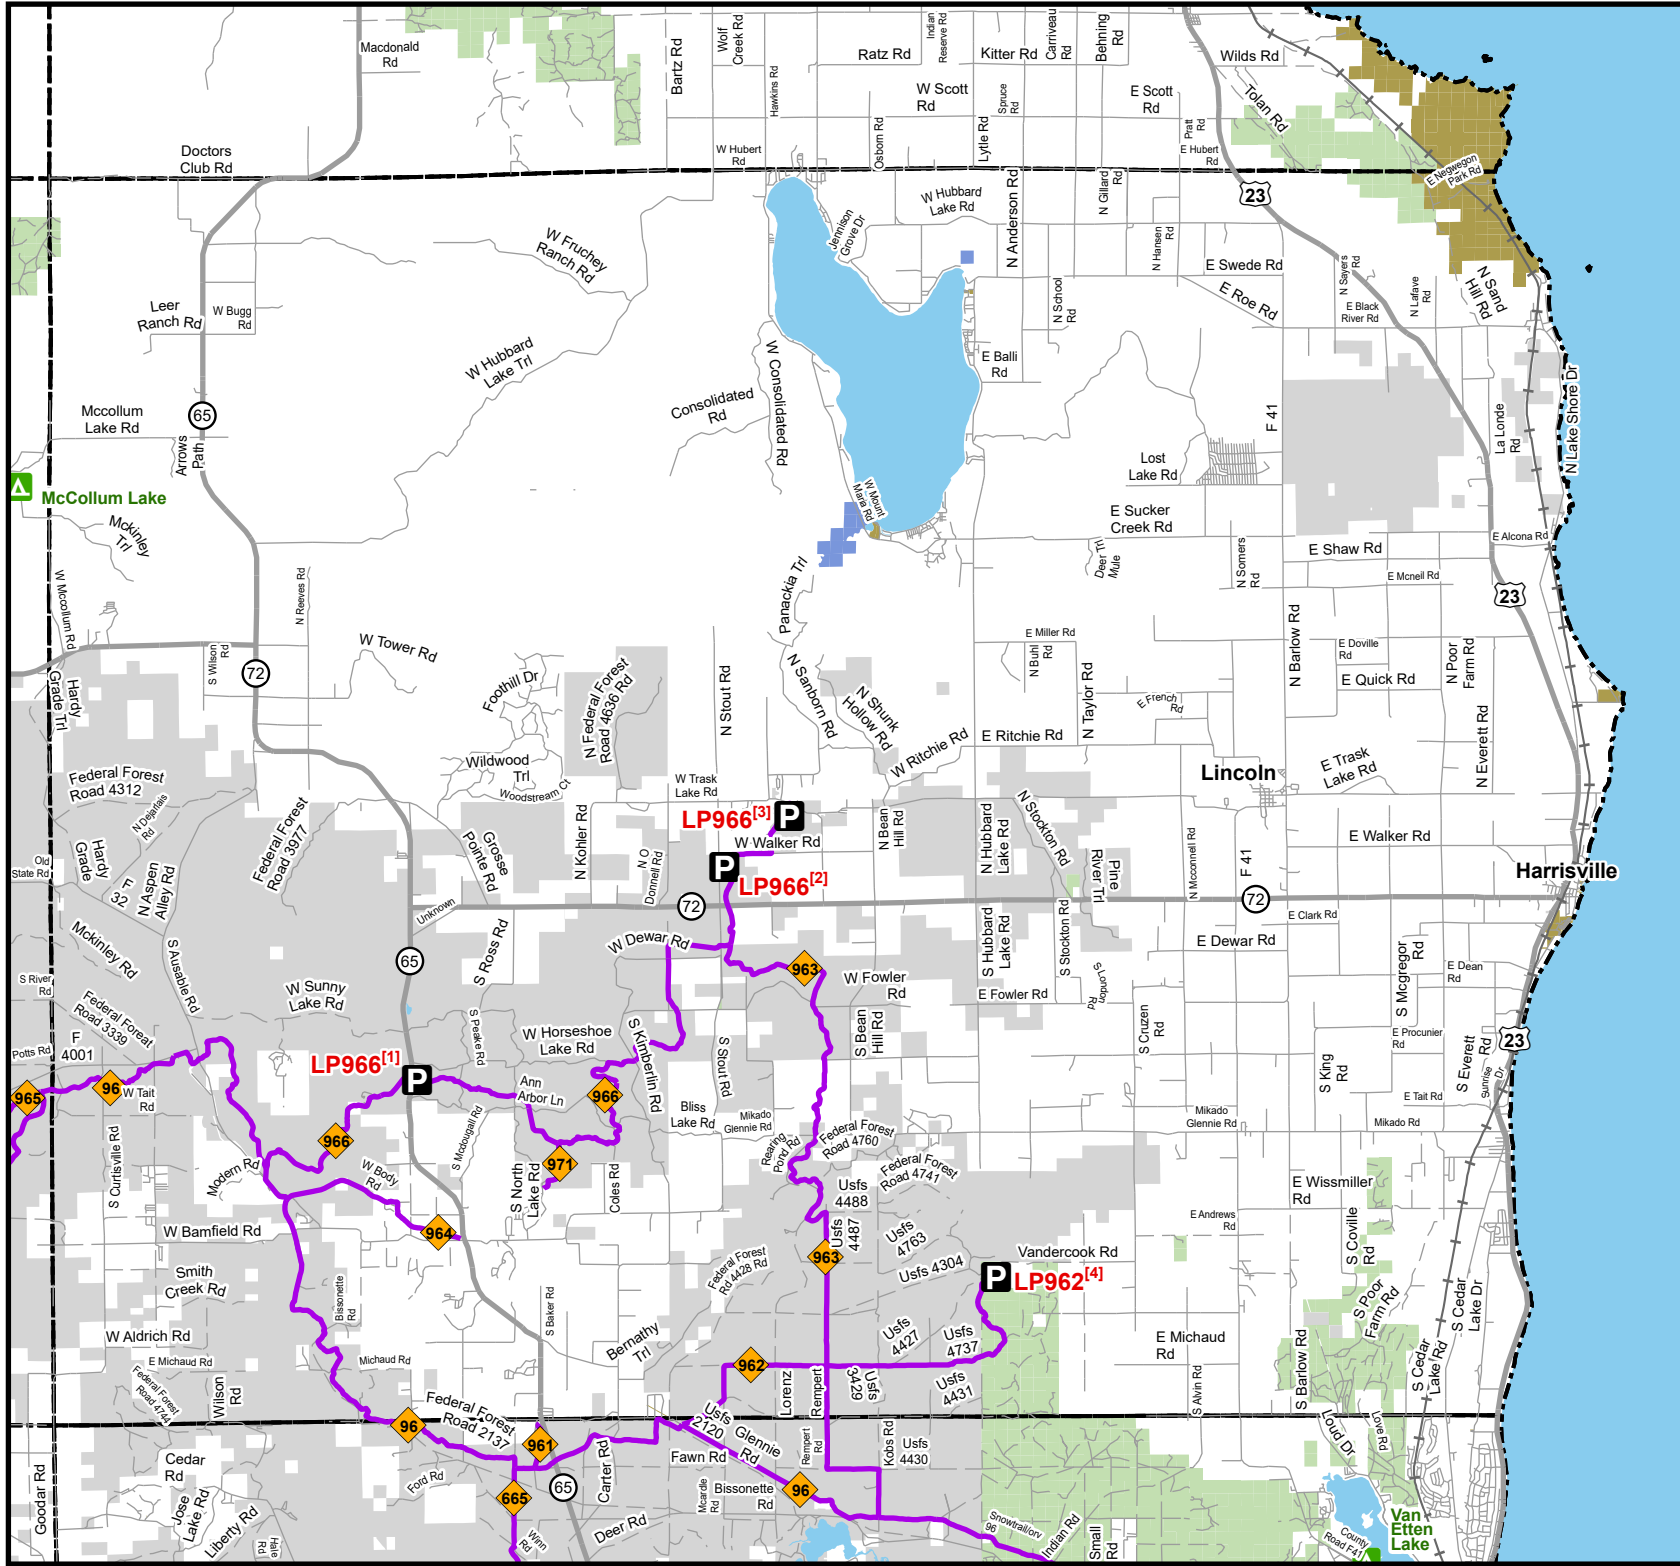 Macdonald
Rd
Bartz Rd
Wolf
Creek Rd
Hawkins Rd
Ratz Rd
Indian
Reserve Rd
Kitter Rd
Carriveau
Rd
Behning
Rd
Wilds Rd
W Scott
Rd
Spruce
Rd
E Scott
Rd
Tolan Rd
Osborn Rd
Lytle Rd
Pratt
Rd
E Hubert
Rd
W Hubert
Rd
Doctors
Club Rd
E Negwegon
Park Rd
23
W Hubbard
Lake Rd
N Anderson Rd
N Gillard
Rd
Jennison
Grove Dr
N Hansen
Rd
W Fruchey
Ranch Rd
E Swede Rd
N Sayers
Rd
N Lafave
Rd
N Sand
Hill Rd
E Roe Rd
E Black
River Rd
N School
Rd
Leer
Ranch Rd
W Bugg
Rd
W Hubbard
Lake Trl
W Consolidated Rd
E Balli
Rd
Consolidated
Rd
N Lake Shore Dr
La Londe
Rd
F 41
Mccollum
Lake Rd
65
Arrows
Path
Lost
Lake Rd
McCollum Lake
Mckinley
Trl
W Mount
Maria Rd
E Sucker
Creek Rd
E Alcona Rd
E Shaw Rd
Deer Trl
Mule
N Somers
Rd
E Mcneil Rd
23
W Mccollum Rd
N Reeves Rd
Panackia Trl
N Barlow Rd
E Miller Rd
W Tower Rd
S Wilson
Rd
E Doville
Rd
N Poor
Farm Rd
N Buhl
Rd
72
Hardy
Grade Trl
Foothill Dr
N Federal Forest
Road 4636 Rd
N Stout Rd
N Sanborn Rd
N Shunk
Hollow Rd
N Taylor Rd
E French
Rd
E Quick Rd
N Everett Rd
W Ritchie Rd
E Ritchie Rd
Wildwood
Trl
Woodstream Ct
W Trask
Lake Rd
Lincoln
E Trask
Lake Rd
Federal Forest
Road 4312
N Dejarlais
Rd
Federal Forest
Road 3977
Grosse
Pointe Rd
N Kohler Rd
LP966[3]
P
W Walker Rd
N Bean
Hill Rd
N Hubbard
Lake Rd
N Stockton Rd
E Walker Rd
Old
State Rd
Hardy
Grade
F
32
N Aspen
Alley Rd
N O
Donnell Rd
P
LP966[2]
Pine
River Trl
N Mcconnell Rd
F 41
Harrisville
Unknown
72
72
E Clark Rd
Mckinley Rd
S Ausable Rd
65
S Ross Rd
W Dewar Rd
963
S Hubbard
Lake Rd
S Stockton Rd
E Dewar Rd
S Mcgregor
Rd
E Dean
Rd
S River
Rd
W Sunny
Lake Rd
W Fowler
Rd
E Fowler Rd
S London
Rd
Federal Foreat
Road 3339
F
4001
Potts Rd
S Peake Rd
W Horseshoe
Lake Rd
S Kimberlin Rd
S Bean
Hill Rd
S Cruzen
Rd
E Procunier
Rd
23
LP966[1]
P
S Stout Rd
S King
Rd
S Everett
Rd
Sunrise
Dr
965
96
W Tait
Rd
Ann
Arbor Ln
966
Bliss
Lake Rd
Mikado
Glennie Rd
Mikado
Glennie Rd
E Tait Rd
Mikado Rd
966
S Mcdougall Rd
971
Rearing
Pond Rd
Federal Forest
Road 4760
Federal Forest
Road 4741
S Curtisville Rd
Modern Rd
W Body
Rd
S North
Lake Rd
Coles Rd
Usfs
4488
E Wissmiller
Rd
W Bamfield Rd
964
Usfs
4487
Usfs
4763
E Andrews
Rd
S Coville
Rd
963
Vandercook Rd
Smith
Creek Rd
Federal Forest
Rd 4428 Rd
Usfs 4304
P
LP962[4]
Bissonette
Rd
S Baker Rd
S Poor
Farm Rd
S Cedar
Lake Dr
W Aldrich Rd
Bernathy
Trl
Usfs
4427
Usfs
4737
E Michaud
Rd
S Barlow Rd
S Cedar
Lake Rd
E Michaud Rd
Michaud Rd
962
Federal Forest
Road 4744
Wilson
Rd
Lorenz
Rempert
Usfs
3429
Usfs
4431
S Alvin Rd
96
Federal Forest
Road 2137
961
Usfs
2120
Glennie
Rd
Loud Dr
Love Rd
Fawn Rd
Rempert
Rd
Kobs Rd
Usfs
4430
Goodar Rd
Cedar
Rd
Ford Rd
Carter Rd
65
665
Mcardle
Rd
Bissonette
Rd
96
Jose
Lake Rd
Liberty Rd
Hale
Rd
Winn
Rd
Deer Rd
Snowtrail/orv
96
Indian Rd
Small
Rd
County
Road F41
Van
Etten
Lake